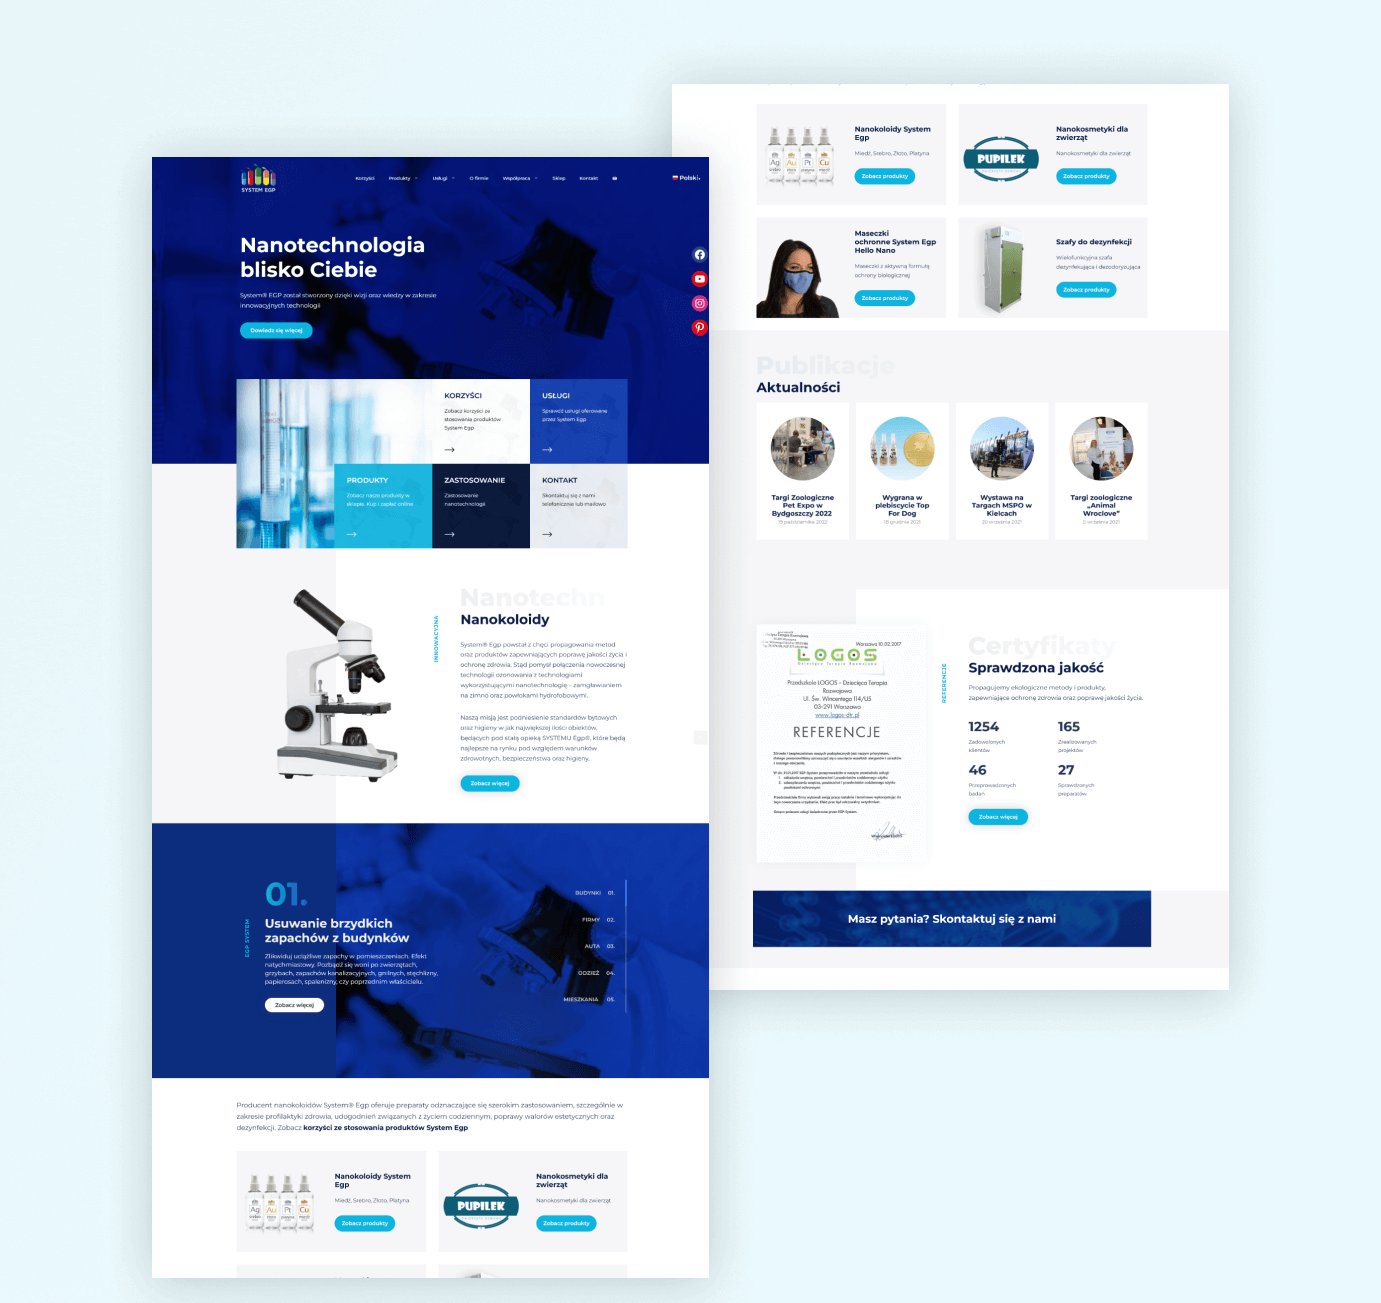 SYSTEM EGP
Korzyści
Produkty
Usługi
O firmie
Współpraca
Sklep
Kontakt
Polski
Nanotechnologia
blisko Ciebie
System® EGP został stworzony dzięki wizji oraz wiedzy w zakresie
innowacyjnych technologii
Dowiedz się więcej
KORZYŚCI
Zobacz korzyści ze
stosowania produktów
System Egp
USŁUGI
Sprawdź usługi oferowane
przez System Egp
PRODUKTY
Zobacz nasze produkty w
sklepie. Kup i zapłać online
ZASTOSOWANIE
Zastosowanie
nanotechnologii
KONTAKT
Skontaktuj się z nami
telefonicznie lub mailowo
INNOWACYJNA
Nanotechn
Nanokoloidy
System® Egp powstał z chęci propagowania metod
oraz produktów zapewniających poprawę jakości życia i
ochronę zdrowia. Stąd pomysł połączenia nowoczesnej
technologii ozonowania z technologiami
wykorzystującymi nanotechnologię – zamgławianiem
na zimno oraz powłokami hydrofobowymi.
Naszą misją jest podniesienie standardów bytowych
oraz higieny w jak największej ilości obiektów,
będących pod stałą opieką SYSTEMU Egp®, które będą
najlepsze na rynku pod względem warunków
zdrowotnych, bezpieczeństwa oraz higieny.
Zobacz więcej
EGP SYSTEM
01.
Usuwanie brzydkich
zapachów z budynków
Zlikwiduj uciążliwe zapachy w pomieszczeniach. Efekt
natychmiastowy. Pozbądź się woni po zwierzętach,
grzybach, zapachów kanalizacyjnych, gnilnych, stęchlizny,
papierosach, spalenizny, czy poprzednim właścicielu.
Zobacz więcej
BUDYNKI 01.
FIRMY 02.
AUTA 03.
ODZIEŻ 04.
MIESZKANIA 05.
Producent nanokoloidów System® Egp oferuje preparaty odznaczające się szerokim zastosowaniem, szczególnie w
zakresie profilaktyki zdrowia, udogodnień związanych z życiem codziennym, poprawy walorów estetycznych oraz
dezynfekcji. Zobacz korzyści ze stosowania produktów System Egp
Ag Au Pt Cu
Nanokoloidy System
Egp
Miedź, Srebro, Złoto, Platyna
Zobacz produkty
PUPILEK
Nanokosmetyki dla
zwierząt
Nanokosmetyki dla zwierząt
Zobacz produkty
Ag Au Pt Cu
Nanokoloidy System
Egp
Miedź, Srebro, Złoto, Platyna
Zobacz produkty
PUPILEK
Nanokosmetyki dla
zwierząt
Nanokosmetyki dla zwierząt
Zobacz produkty
Maseczki
ochronne System Egp
Hello Nano
Maseczki z aktywną formułą
ochrony biologicznej
Zobacz produkty
Szafy do dezynfekcji
Wielofunkcyjna szafa
dezynfekująca i dezodoryzująca
Zobacz produkty
Publikacje
Aktualności
Targi Zoologiczne
Pet Expo w
Bydgoszczy 2022
19 października 2022
Wygrana w
plebiscycie Top
For Dog
19 grudnia 2021
Wystawa na
Targach MSPO w
Kielcach
20 września 2021
Targi zoologiczne
„Animal
Wroclove”
5 września 2021
Warszawa 10.02.2017
LOGOS
Dziecięca Terapia Rozwojowa
Przedszkole LOGOS – Dziecięca Terapia
Rozwojowa
Ul. Św. Wincentego 114/U5
03-291 Warszawa
www.logos-dtr.pl
REFERENCJE
REFERENCJE
Certyfikaty
Sprawdzona jakość
Propagujemy ekologiczne metody i produkty,
zapewniające ochronę zdrowia oraz poprawę jakości życia.
1254
Zadowolonych
klientów
165
Zrealizowanych
projektów
46
Przeprowadzonych
badań
27
Sprawdzonych
preparatów
Zobacz więcej
Masz pytania? Skontaktuj się z nami